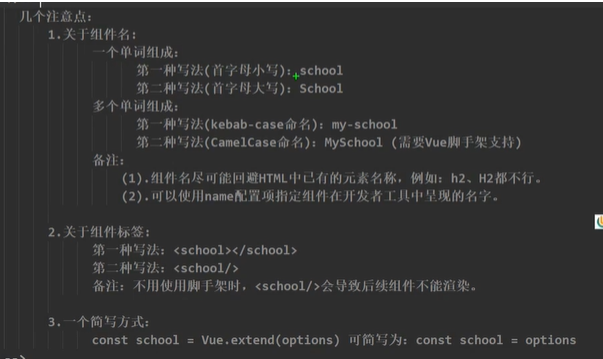 几个注意点:
1.关于组件名:
一个单词组成:
第一种写法(首字母小写):school
第二种写法(首字母大写): School
多个单词组成:
第一种写法(kebab-case命名): my-school
第二种写法(CamelCase命名): MySchool (需要Vue脚手架支持)
备注:
(1).组件名尽可能回避HTML中已有的元素名称, 例如: h2、H2都不行。
(2).可以使用name配置项指定组件在开发者工具中呈现的名字。
2.关于组件标签:
第一种写法: <school></school>
第二种写法: <school/>
备注: 不用使用脚手架时, <school/>会导致后续组件不能渲染。
3.一个简写方式:
const school = Vue.extend(options) 可简写为: const school = options